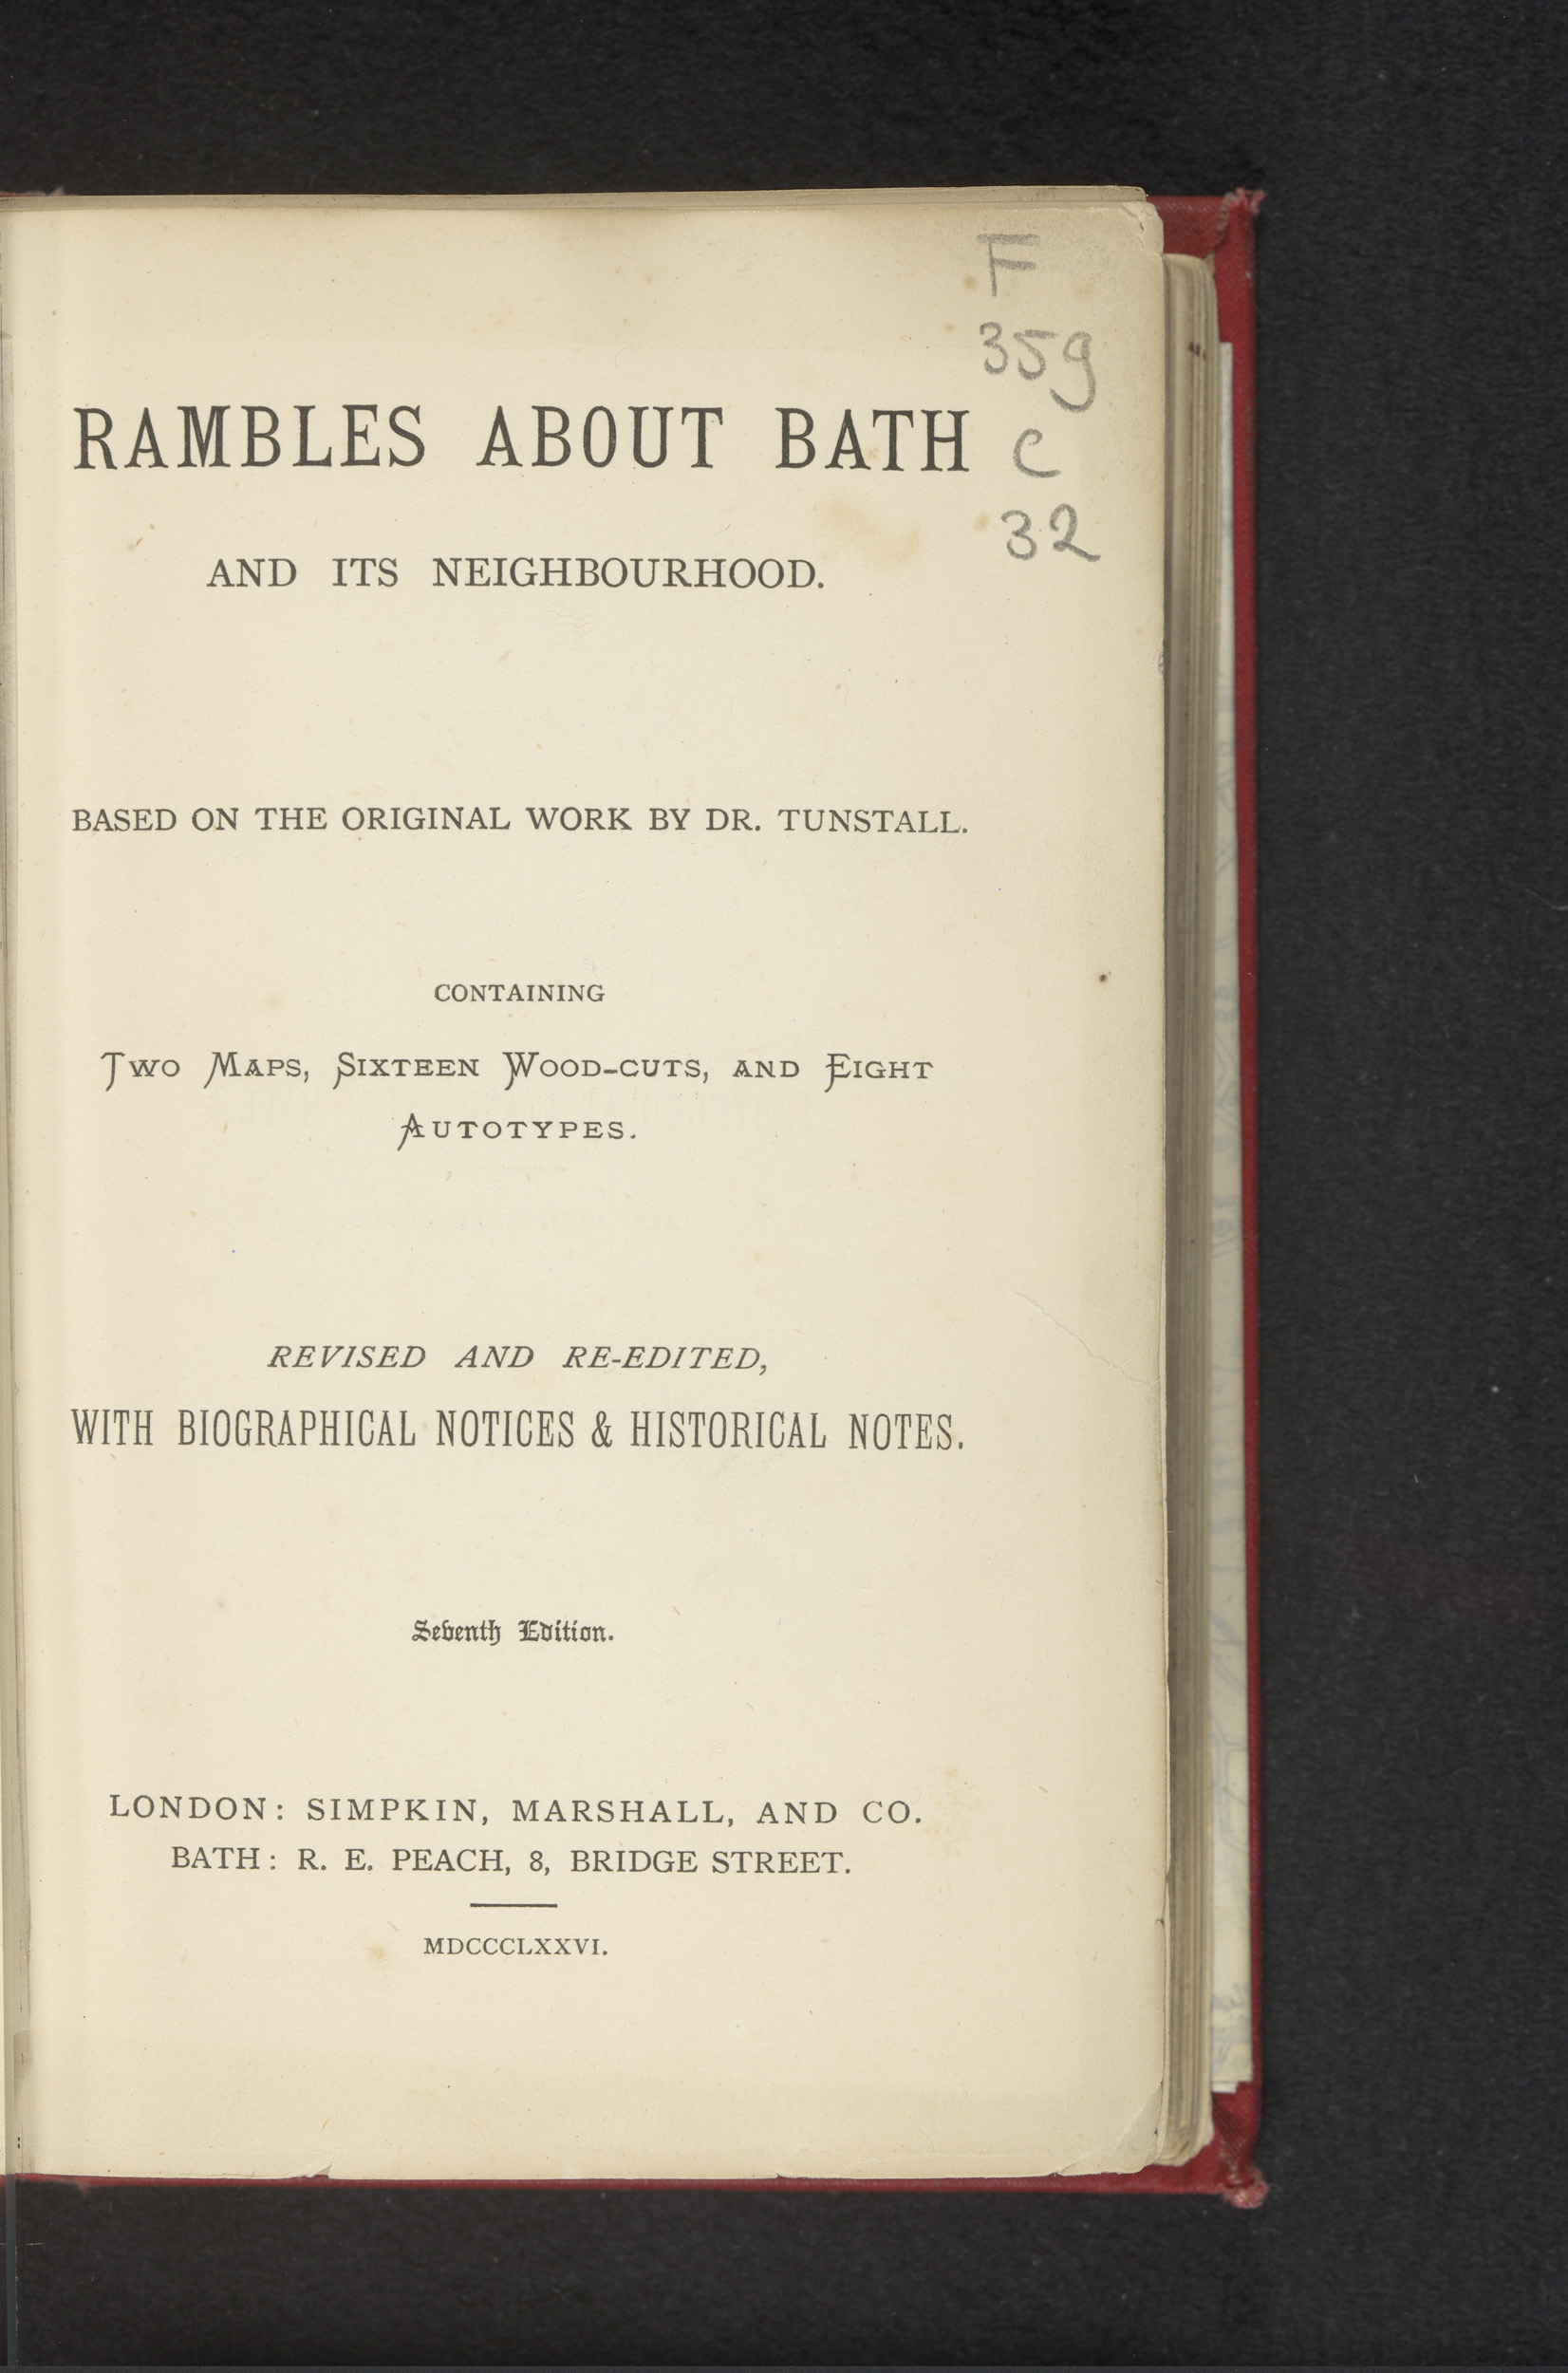 F
35g
C
32
RAMBLES ABOUT BATH
AND ITS NEIGHBOURHOOD.
BASED ON THE ORIGINAL WORK BY DR. TUNSTALL.
CONTAINING
TWO MAPS, SIXTEEN WOOD-CUTS, AND EIGHT
AUTOTYPES.
REVISED AND RE-EDITED,
WITH BIOGRAPHICAL NOTICES & HISTORICAL NOTES.
Seventh Edition.
LONDON: SIMPKIN, MARSHALL, AND CO.
BATH: R. E. PEACH, 8, BRIDGE STREET.
MDCCCLXXVI.